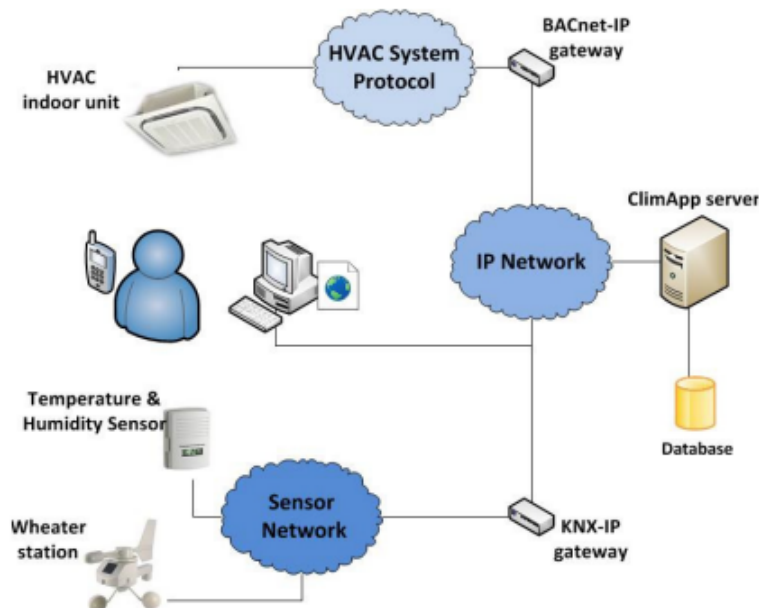 BACnet-IP
gateway
HVAC System
Protocol
HVAC
indoor unit
ClimApp server
IP Network
Temperature &
Humidity Sensor
Database
Sensor
Network
Wheater
station
KNX-IP
gateway